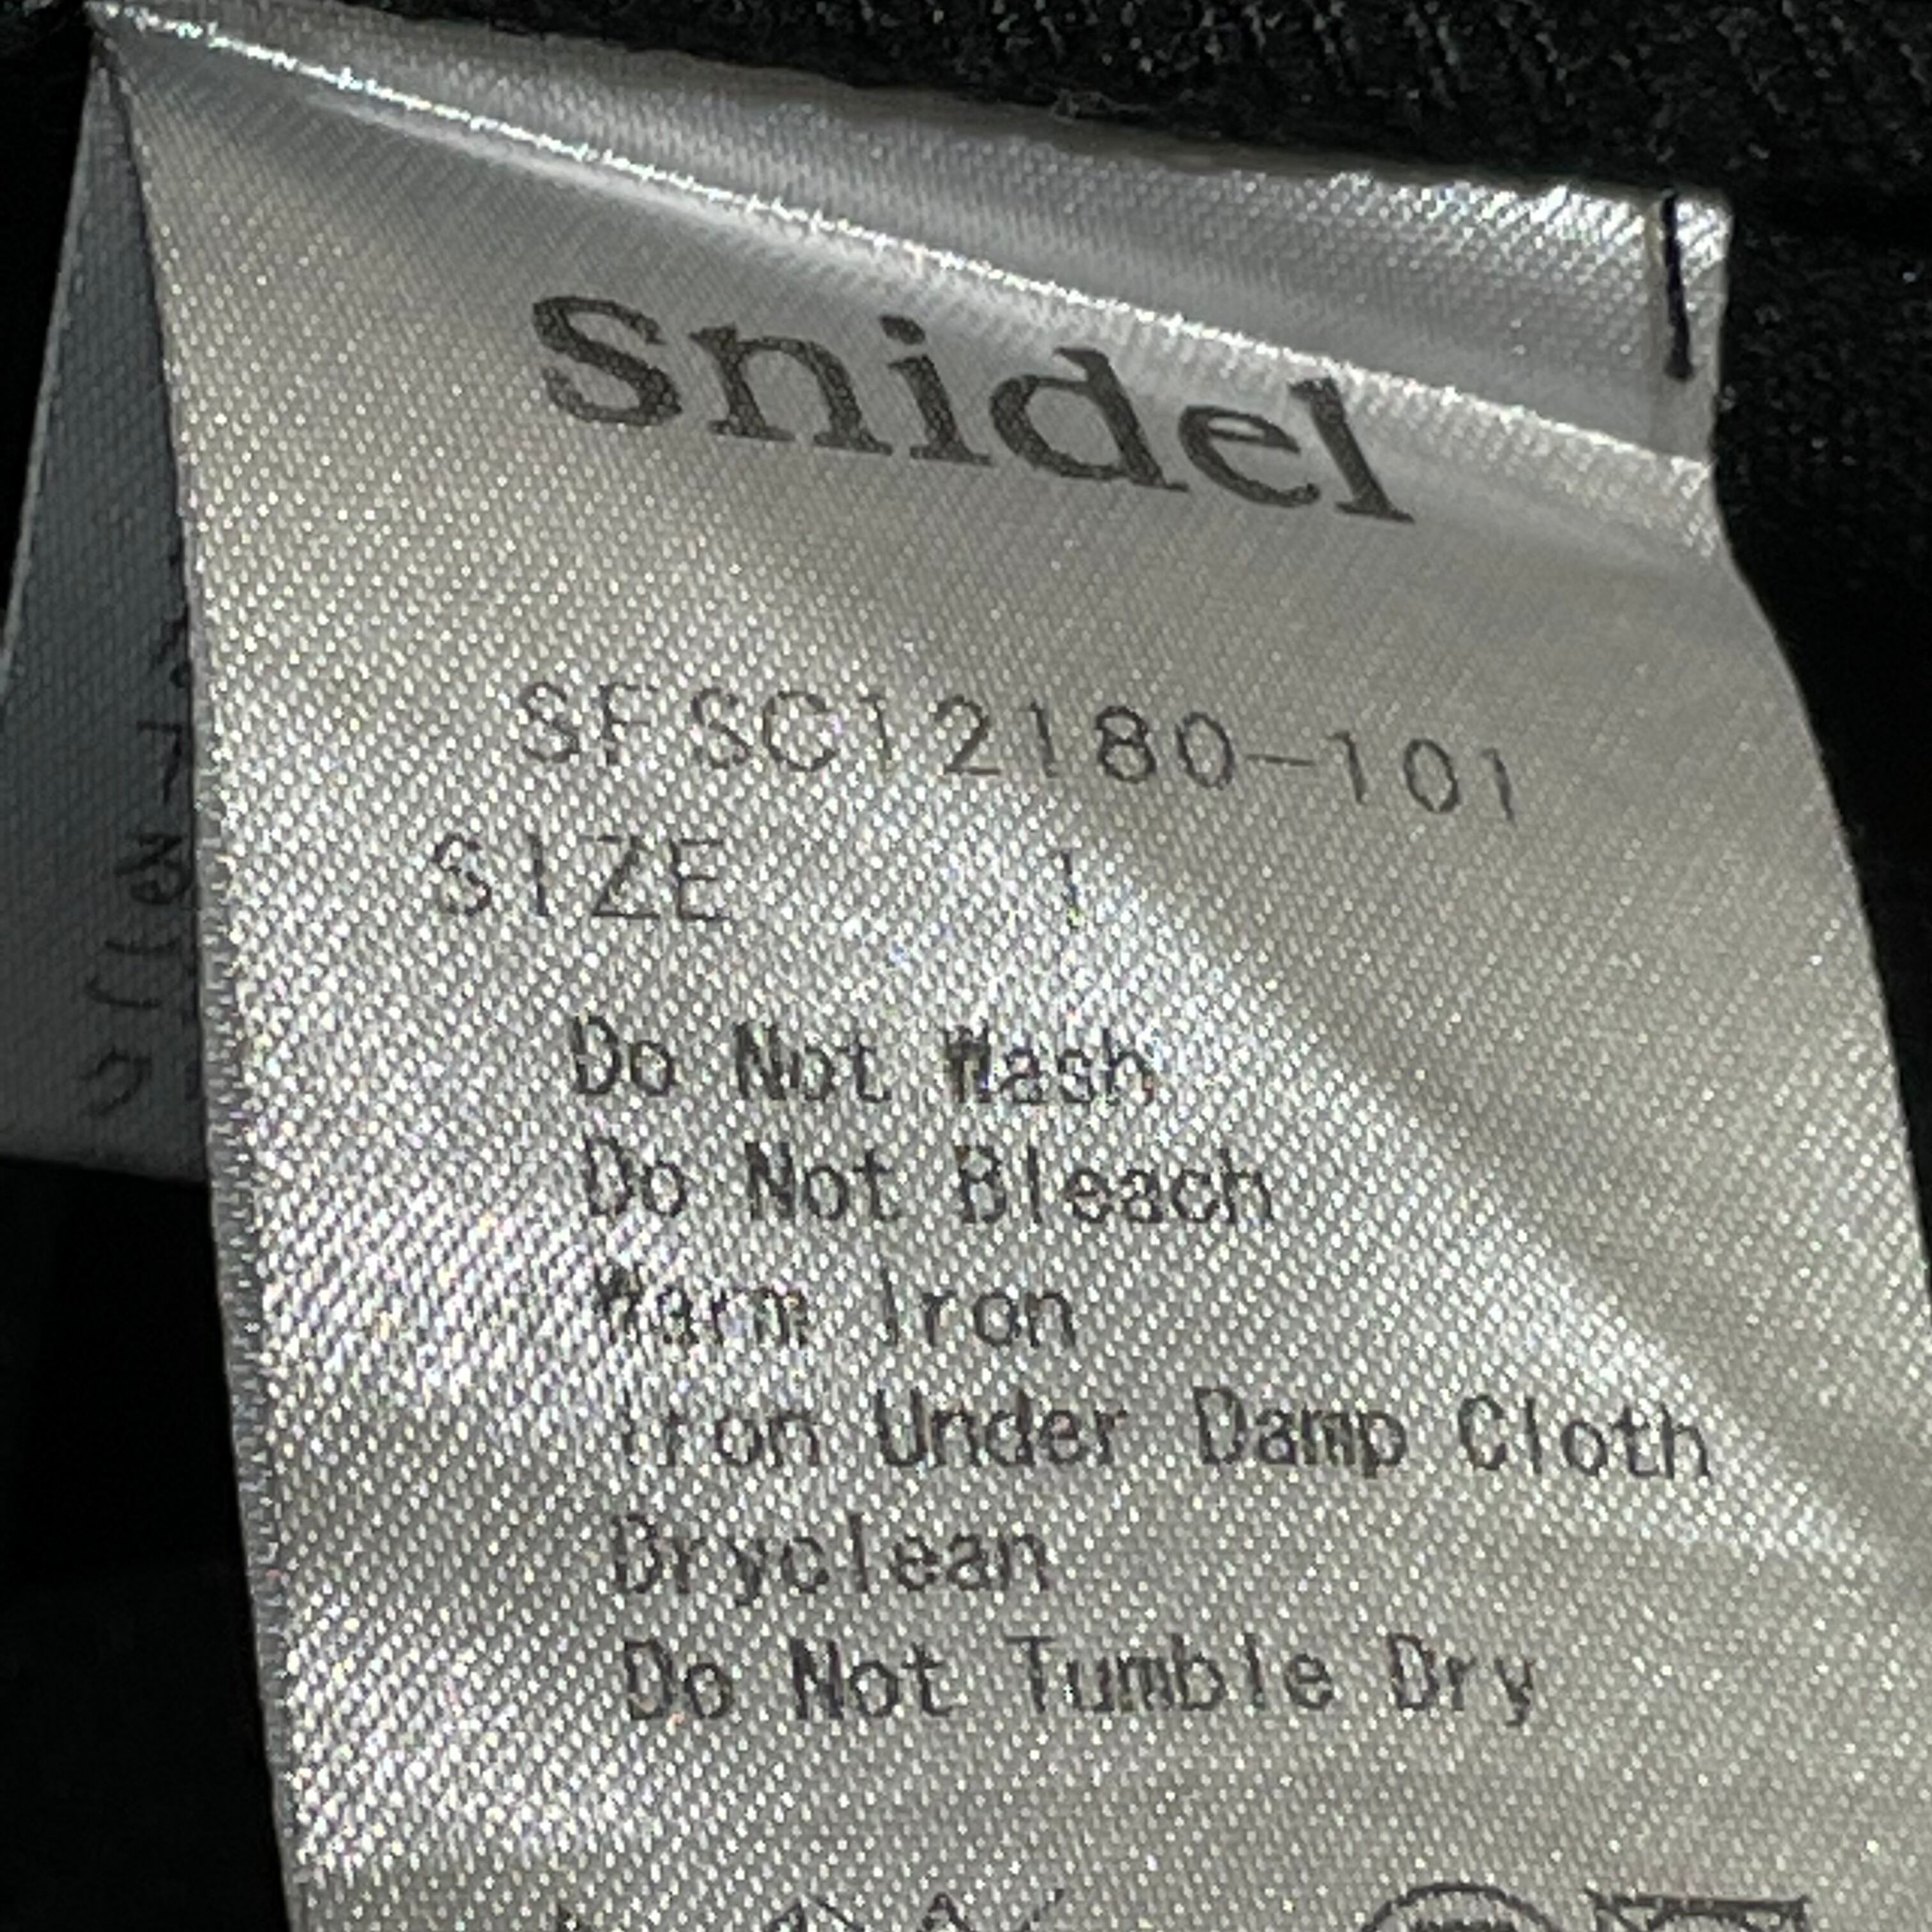 snidel
SFSC12180-101
SIZE 1
Do Not Wash
Do Not Bleach
Warm Iron
Iron Under Damp Cloth
Dryclean
Do Not Tumble Dry